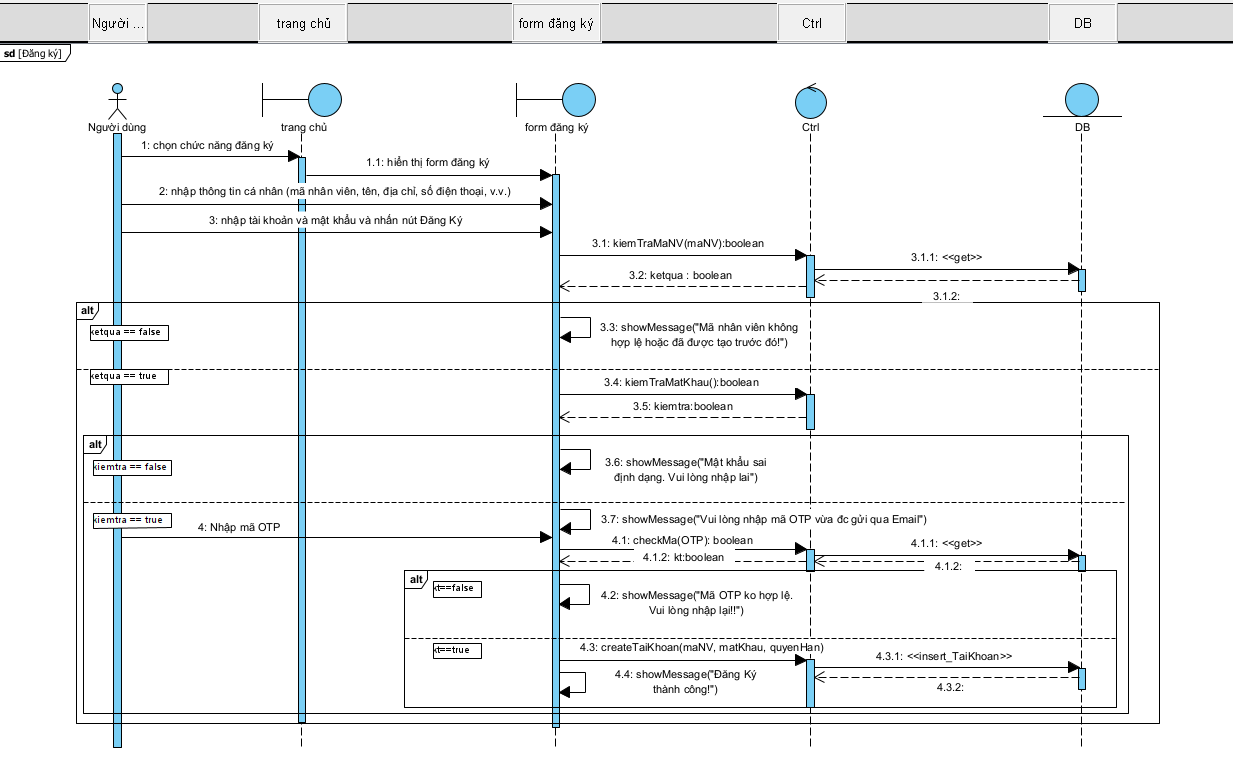 Người ...
trang chủ
form đăng ký
Ctrl
DB
sd [Đăng ký]
Người dùng
trang chủ
form đăng ký
Ctrl
DB
1: chọn chức năng đăng ký
1.1: hiển thị form đăng ký
2: nhập thông tin cá nhân (mã nhân viên, tên, địa chỉ, số điện thoại, v.v.)
3: nhập tài khoản và mật khẩu và nhấn nút Đăng Ký
3.1: kiemTraMaNV(maNV):boolean
3.1.1: <<get>>
3.2: ketqua : boolean
3.1.2:
alt
ketqua == false
3.3: showMessage("Mã nhân viên không
hợp lệ hoặc đã được tạo trước đó!")
ketqua == true
3.4: kiemTraMatKhau():boolean
3.5: kiemtra:boolean
alt
kiemtra == false
3.6: showMessage("Mật khẩu sai
định dạng. Vui lòng nhập lai")
kiemtra == true
3.7: showMessage("Vui lòng nhập mã OTP vừa đc gửi qua Email")
4: Nhập mã OTP
4.1: checkMa(OTP): boolean
4.1.1: <<get>>
4.1.2: kt:boolean
4.1.2:
alt
kt==false
4.2: showMessage("Mã OTP ko hợp lệ.
Vui lòng nhập lại!!")
kt==true
4.3: createTaiKhoan(maNV, matKhau, quyenHan)
4.3.1: <<insert_TaiKhoan>>
4.4: showMessage("Đăng Ký
thành công!")
4.3.2: